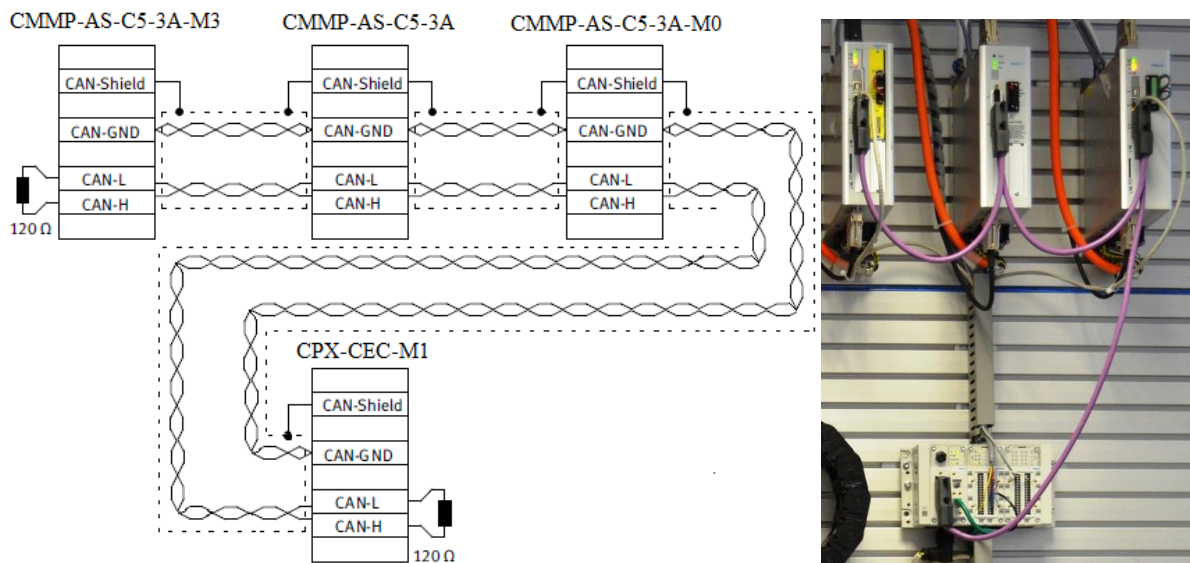 CMMP-AS-C5-3A-M3
CMMP-AS-C5-3A
CMMP-AS-C5-3A-M0
CAN-Shield
CAN-GND
CAN-L
CAN-H
120 Ω
CAN-Shield
CAN-GND
CAN-L
CAN-H
CAN-Shield
CAN-GND
CAN-L
CAN-H
CPX-CEC-M1
CAN-Shield
CAN-GND
CAN-L
CAN-H
120 Ω